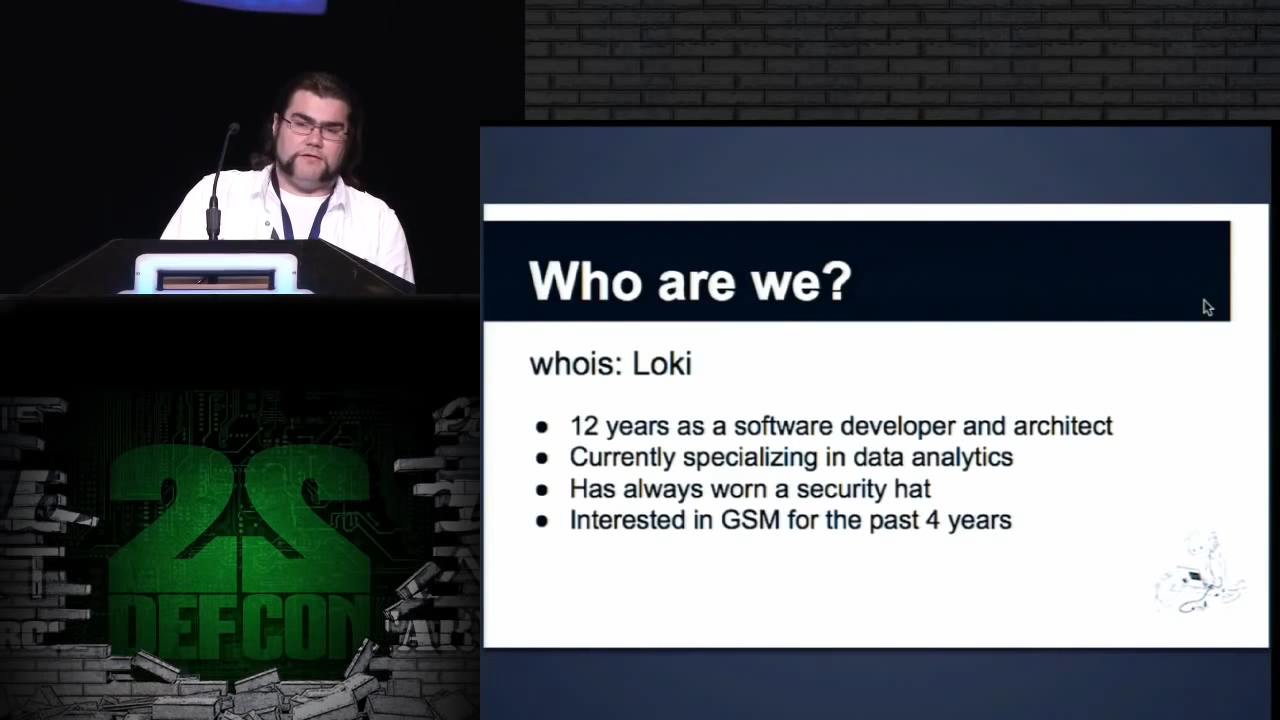 Who are we?
whois: Loki
● 12 years as a software developer and architect
● Currently specializing in data analytics
● Has always worn a security hat
● Interested in GSM for the past 4 years
22
DEFCON